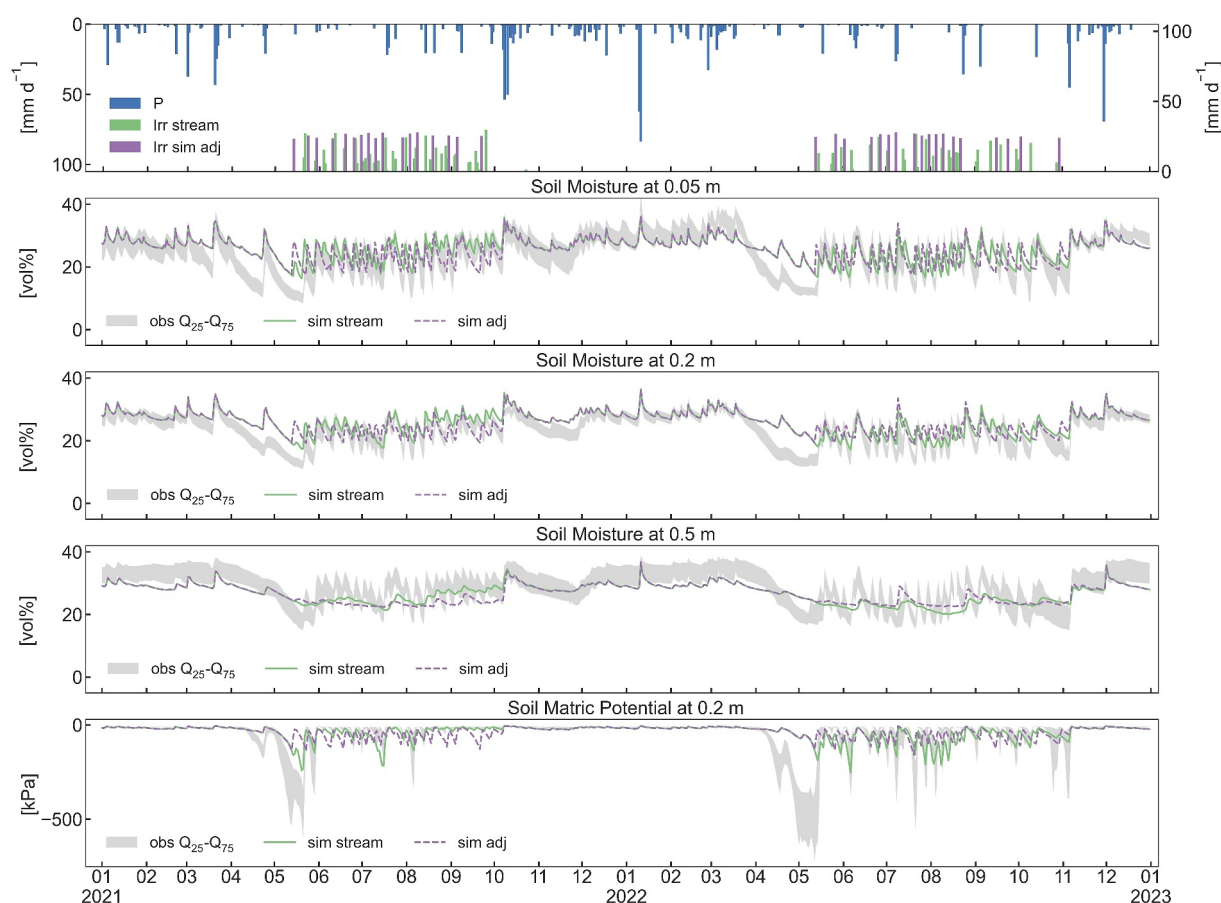 0
50
100
[mm d⁻¹]
P
Irr stream
Irr sim adj
100
50
0
[mm d⁻¹]
Soil Moisture at 0.05 m
40
20
0
[vol%]
obs Q₂₅-Q₇₅ sim stream sim adj
Soil Moisture at 0.2 m
40
20
0
[vol%]
obs Q₂₅-Q₇₅ sim stream sim adj
Soil Moisture at 0.5 m
40
20
0
[vol%]
obs Q₂₅-Q₇₅ sim stream sim adj
Soil Matric Potential at 0.2 m
0
−500
[kPa]
obs Q₂₅-Q₇₅ sim stream sim adj
01 02 03 04 05 06 07 08 09 10 11 12 01 02 03 04 05 06 07 08 09 10 11 12 01
2021 2022 2023